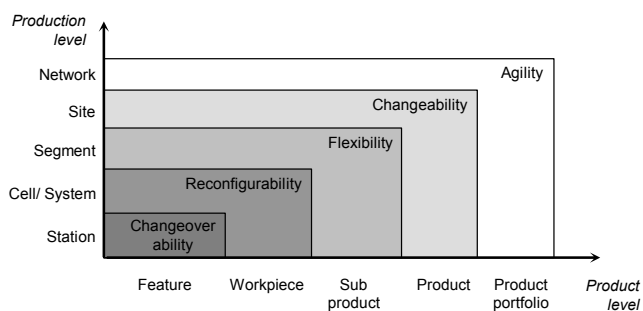 Production
level
Network
Agility
Site
Changeability
Segment
Flexibility
Cell/ System
Reconfigurability
Station
Changeover
ability
Feature
Workpiece
Sub
product
Product
Product
portfolio
Product
level